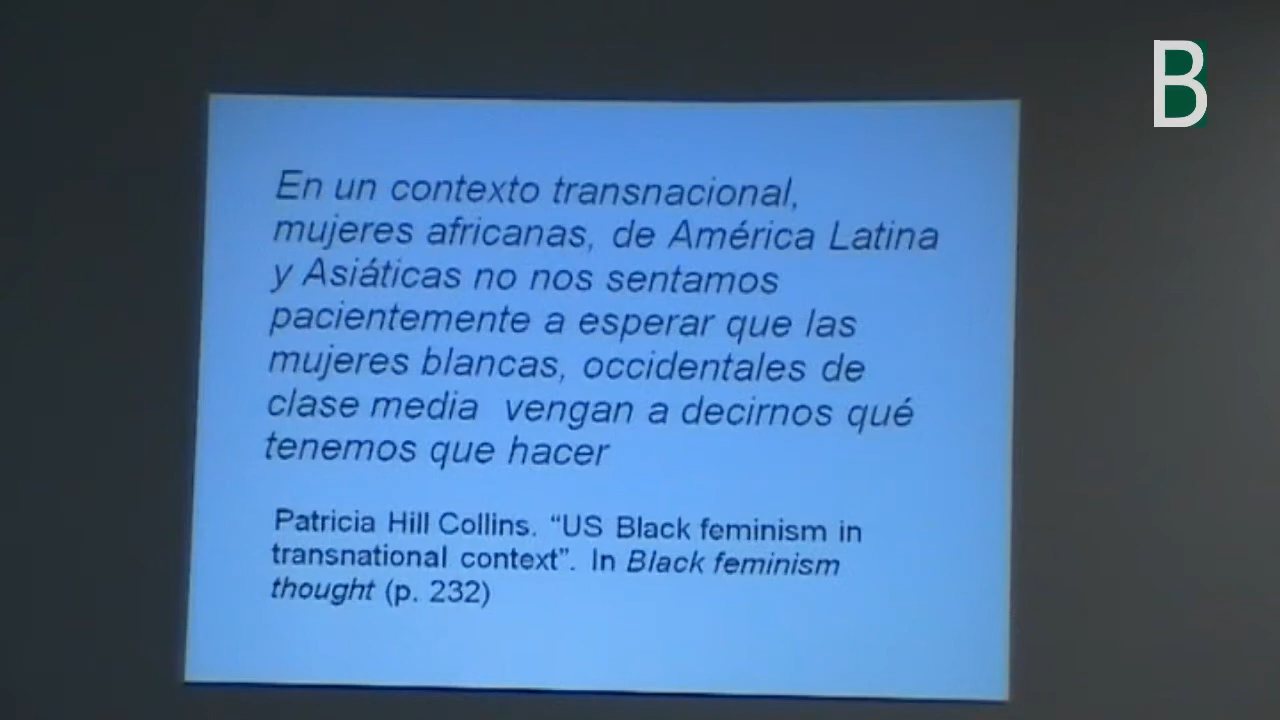 B
En un contexto transnacional,
mujeres africanas, de América Latina
y Asiáticas no nos sentamos
pacientemente a esperar que las
mujeres blancas, occidentales de
clase media vengan a decirnos qué
tenemos que hacer
Patricia Hill Collins. “US Black feminism in
transnational context”. In Black feminism
thought (p. 232)